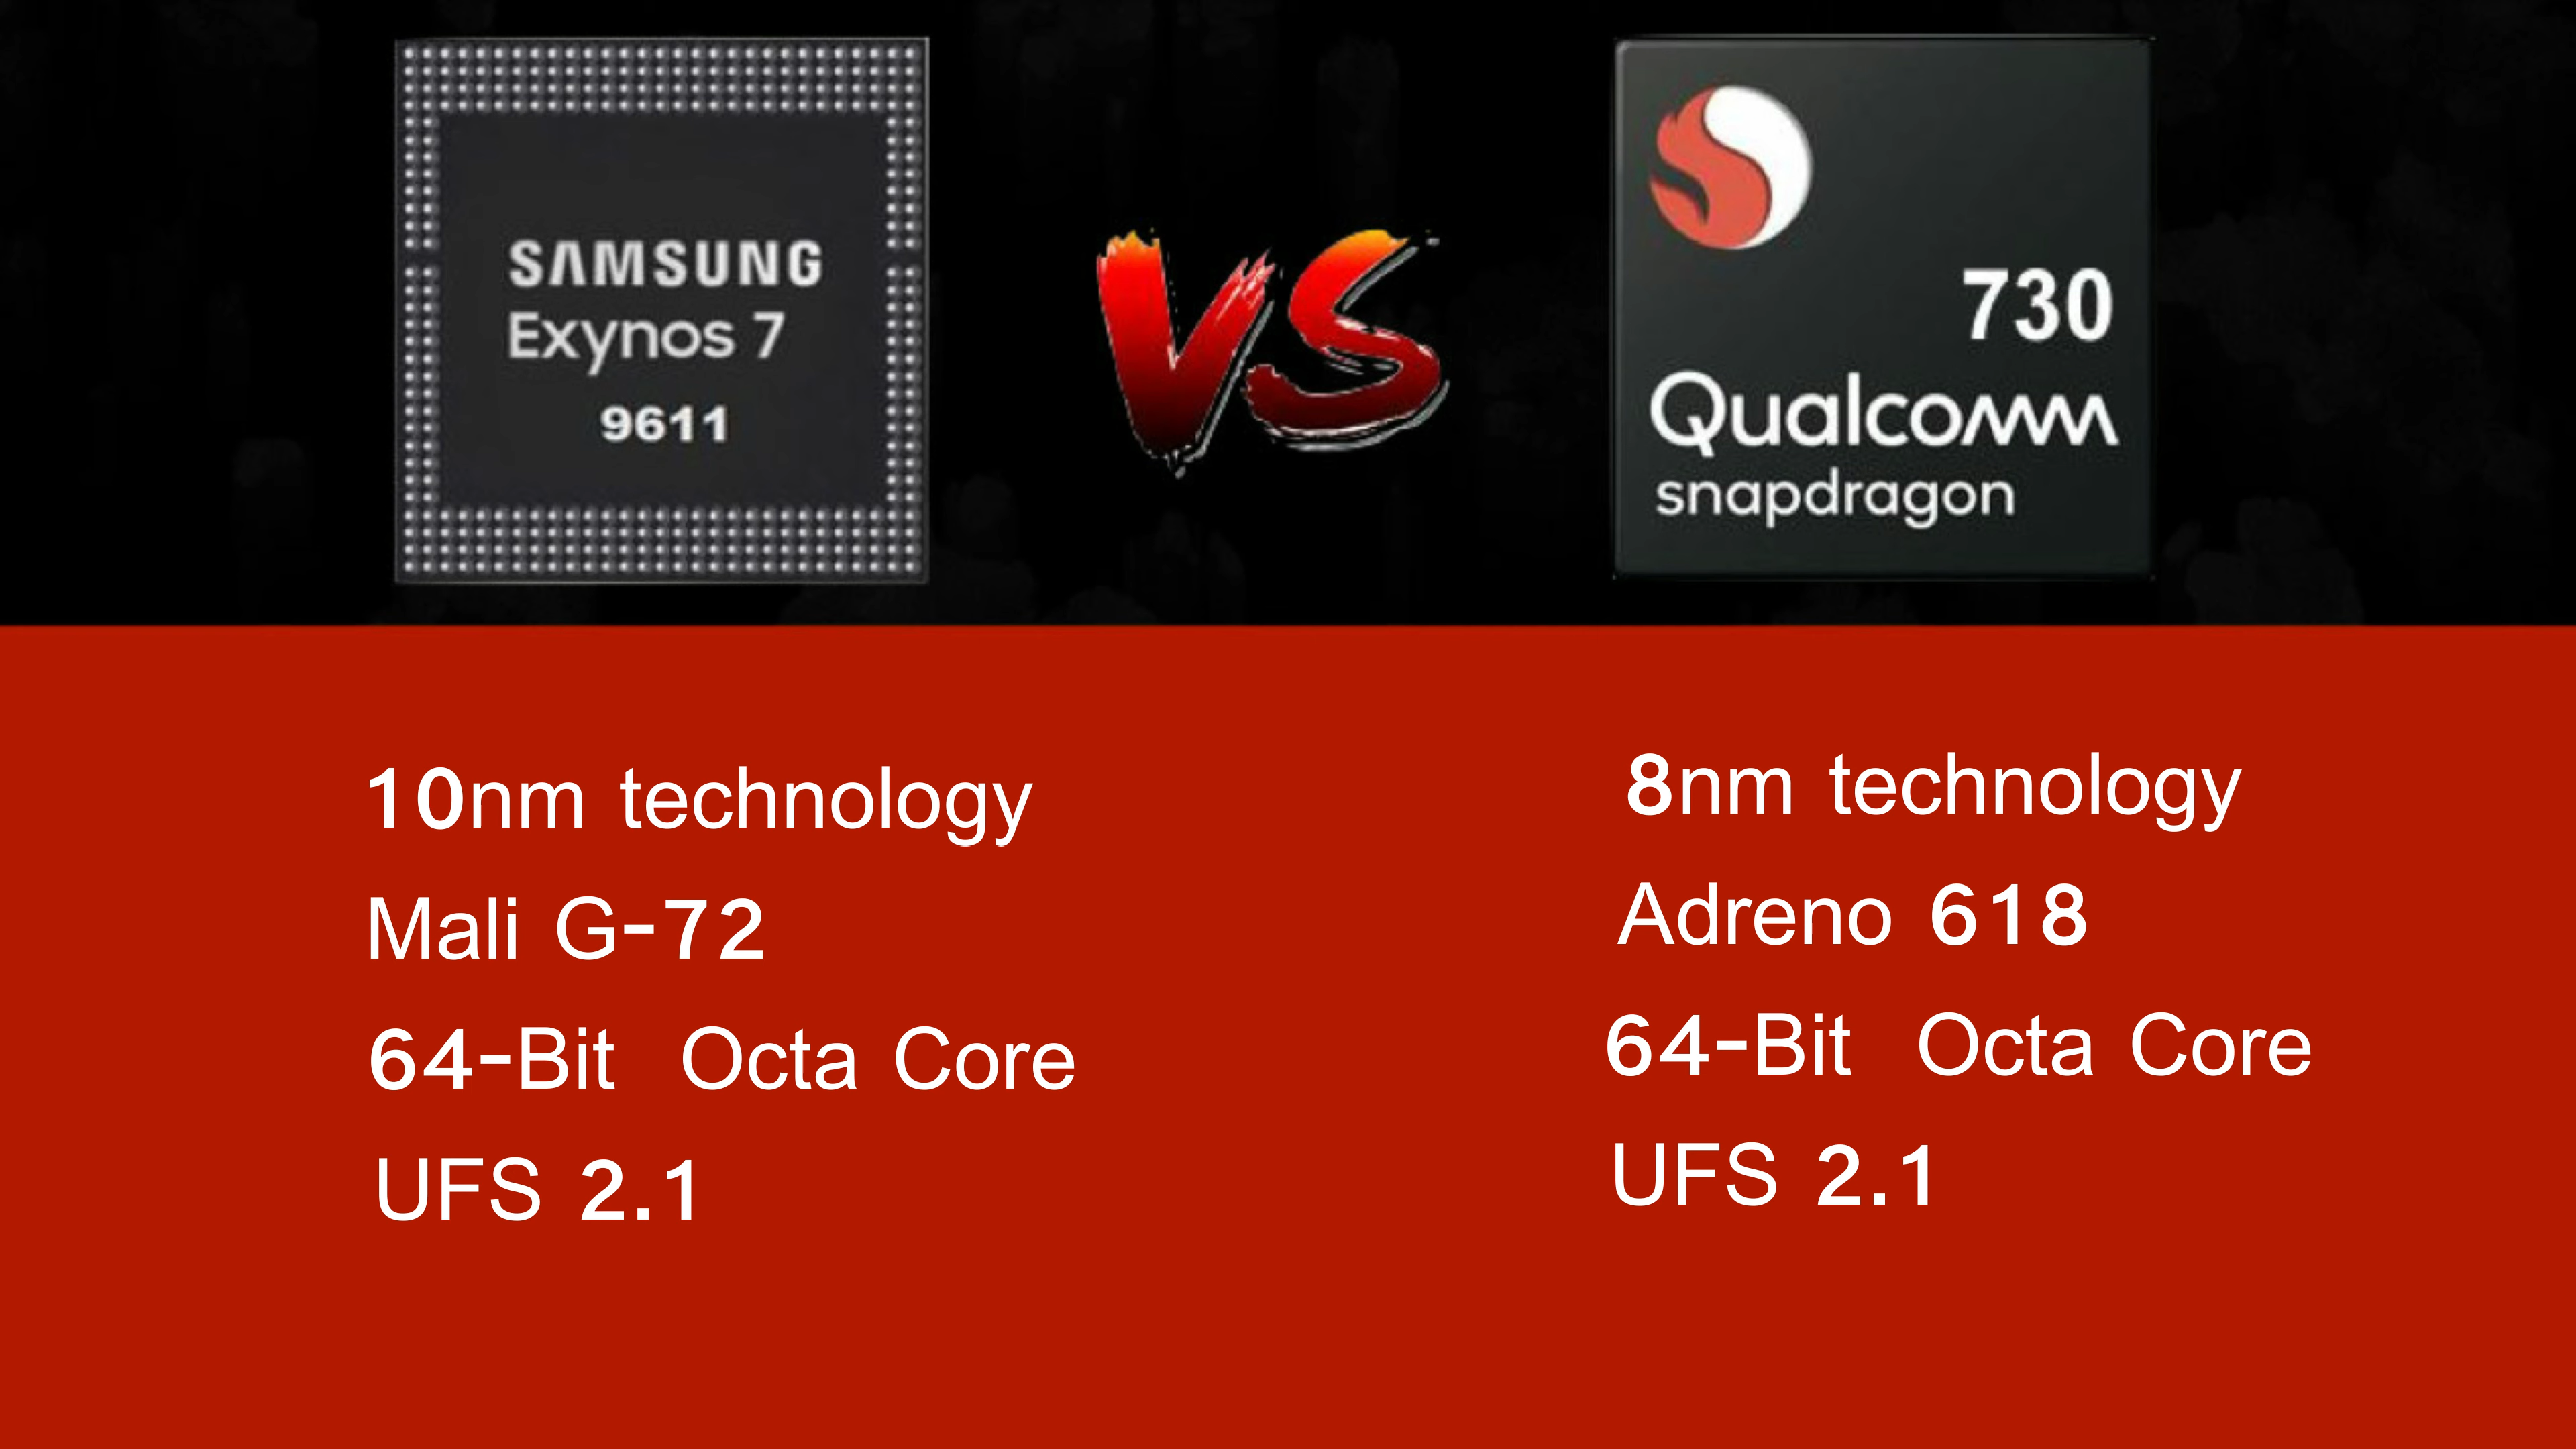 SAMSUNG
Exynos 7
9611
VS
730
Qualcomm
snapdragon
10nm technology
Mali G-72
64-Bit Octa Core
UFS 2.1
8nm technology
Adreno 618
64-Bit Octa Core
UFS 2.1